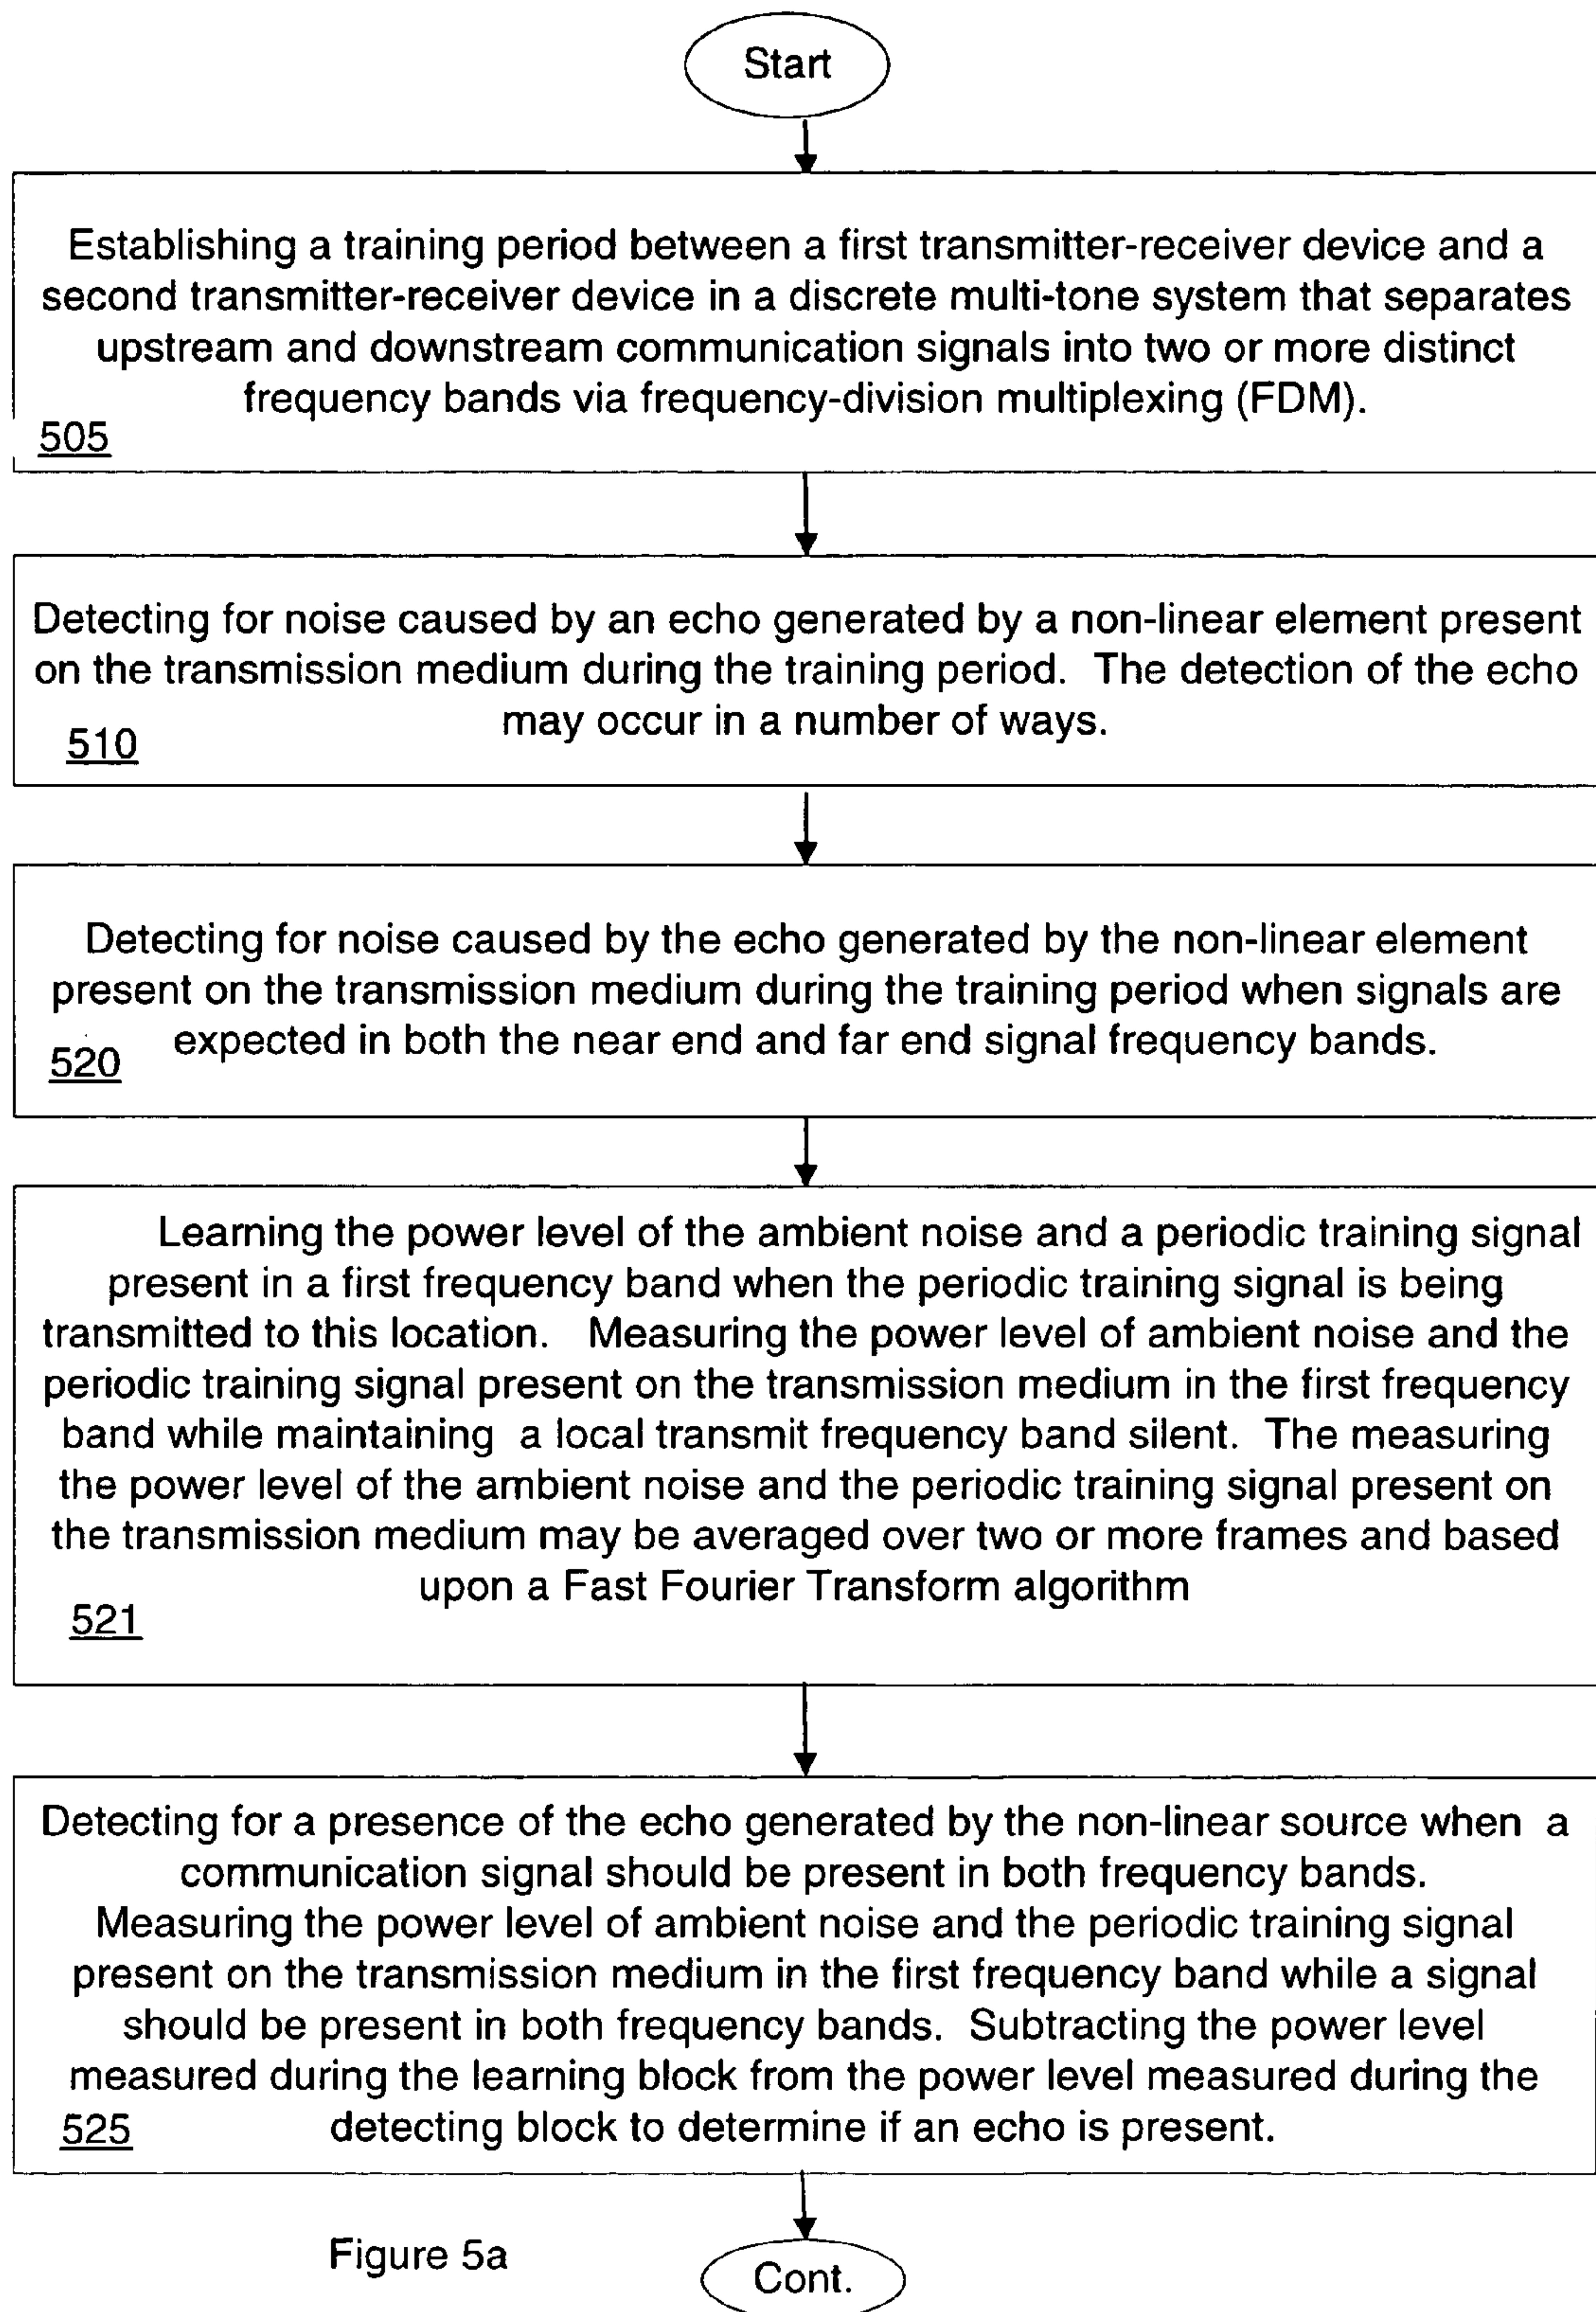 Start
Establishing a training period between a first transmitter-receiver device and a
second transmitter-receiver device in a discrete multi-tone system that separates
upstream and downstream communication signals into two or more distinct
frequency bands via frequency-division multiplexing (FDM).
505
Detecting for noise caused by an echo generated by a non-linear element present
on the transmission medium during the training period. The detection of the echo
may occur in a number of ways.
510
Detecting for noise caused by the echo generated by the non-linear element
present on the transmission medium during the training period when signals are
expected in both the near end and far end signal frequency bands.
520
Learning the power level of the ambient noise and a periodic training signal
present in a first frequency band when the periodic training signal is being
transmitted to this location. Measuring the power level of ambient noise and the
periodic training signal present on the transmission medium in the first frequency
band while maintaining a local transmit frequency band silent. The measuring
the power level of the ambient noise and the periodic training signal present on
the transmission medium may be averaged over two or more frames and based
upon a Fast Fourier Transform algorithm
521
Detecting for a presence of the echo generated by the non-linear source when a
communication signal should be present in both frequency bands.
Measuring the power level of ambient noise and the periodic training signal
present on the transmission medium in the first frequency band while a signal
should be present in both frequency bands. Subtracting the power level
measured during the learning block from the power level measured during the
detecting block to determine if an echo is present.
525
Figure 5a
Cont.